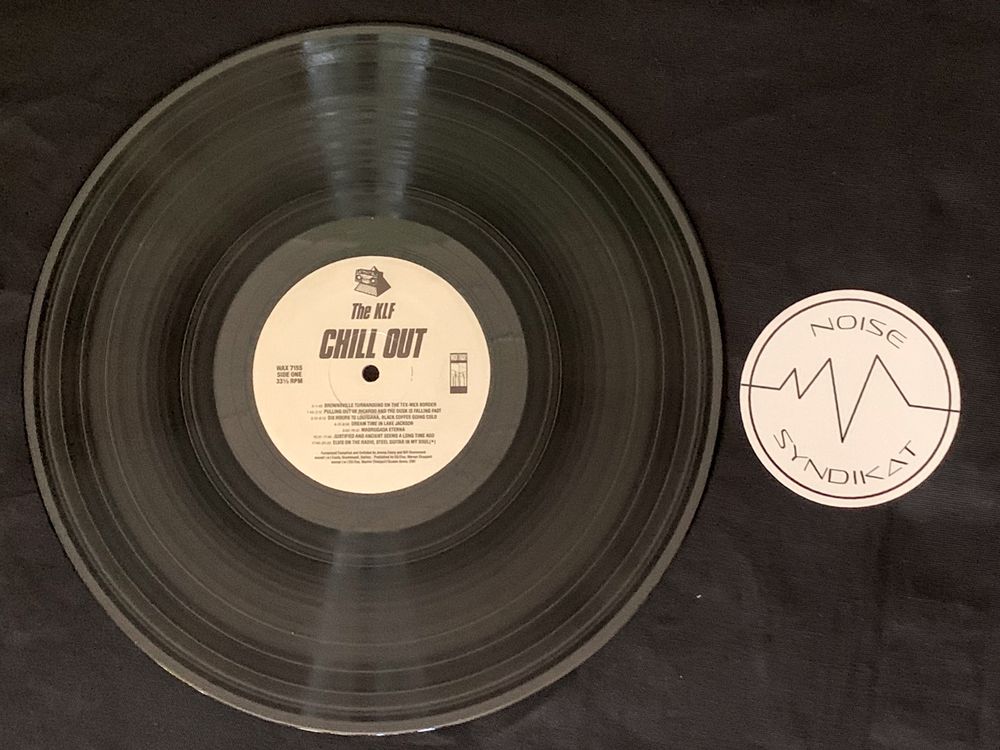 The KLF
CHILL OUT
WAX 7155
SIDE ONE
33⅓ RPM
BROWNSVILLE TURNAROUND ON THE TEX-MEX BORDER
PULLING OUT OF RICARDO AND THE DUSK IS FALLING FAST
SIX HOURS TO LOUISIANA, BLACK COFFEE GOING COLD
DREAM TIME IN LAKE JACKSON
MADRUGADA ETERNA
JUSTIFIED AND ANCIENT SEEMS A LONG TIME AGO
ELVIS ON THE RADIO, STEEL GUITAR IN MY SOUL(*)
NOISE
SYNDIKAT